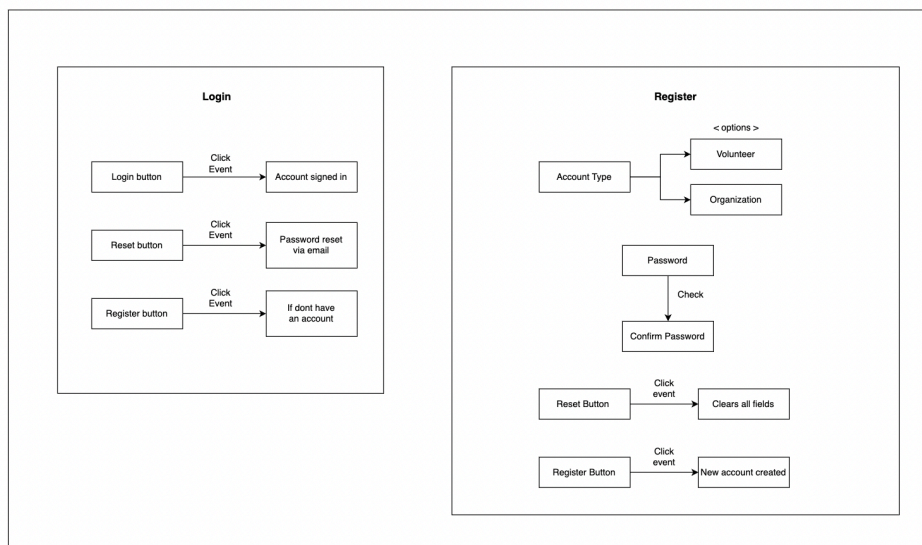 Login
Login button
Click
Event
Account signed in
Reset button
Click
Event
Password reset
via email
Register button
Click
Event
If dont have
an account
Register
< options >
Account Type
Volunteer
Organization
Password
Check
Confirm Password
Reset Button
Click
event
Clears all fields
Register Button
Click
event
New account created